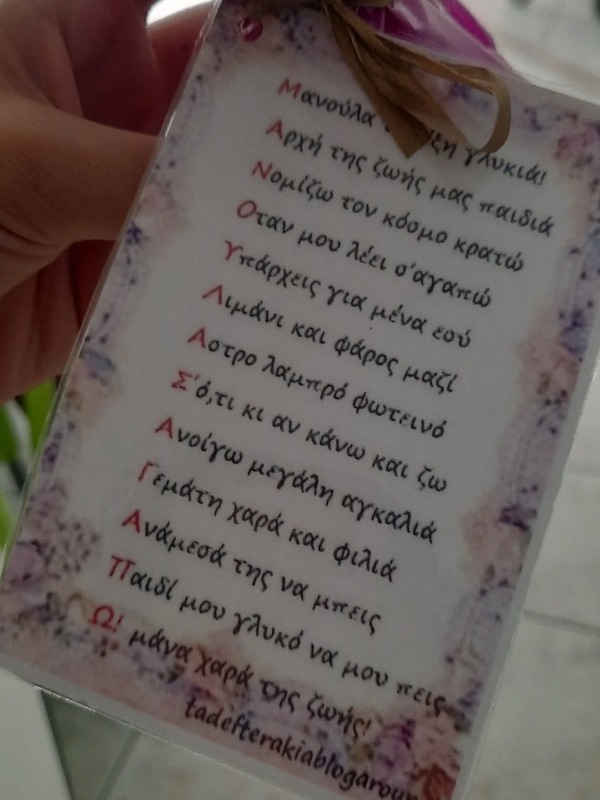 Μανούλα γλυκιά!
Αρχή της ζωής μας παιδιά
Νομίζω τον κόσμο κρατώ
Οταν μου λέει σ'αγαπώ
Υπάρχεις για μένα εσύ
Λιμάνι και φάρος μαζί
Αστρο λαμπρό φωτεινό
Σ'ό,τι κι αν κάνω και ζω
Ανοίγω μεγάλη αγκαλιά
Γεμάτη χαρά και φιλιά
Ανάμεσά της να μπεις
Παιδί μου γλυκό να μου πεις
Ω! μάνα χαρά της ζωής!
tadefterakiablogaroun